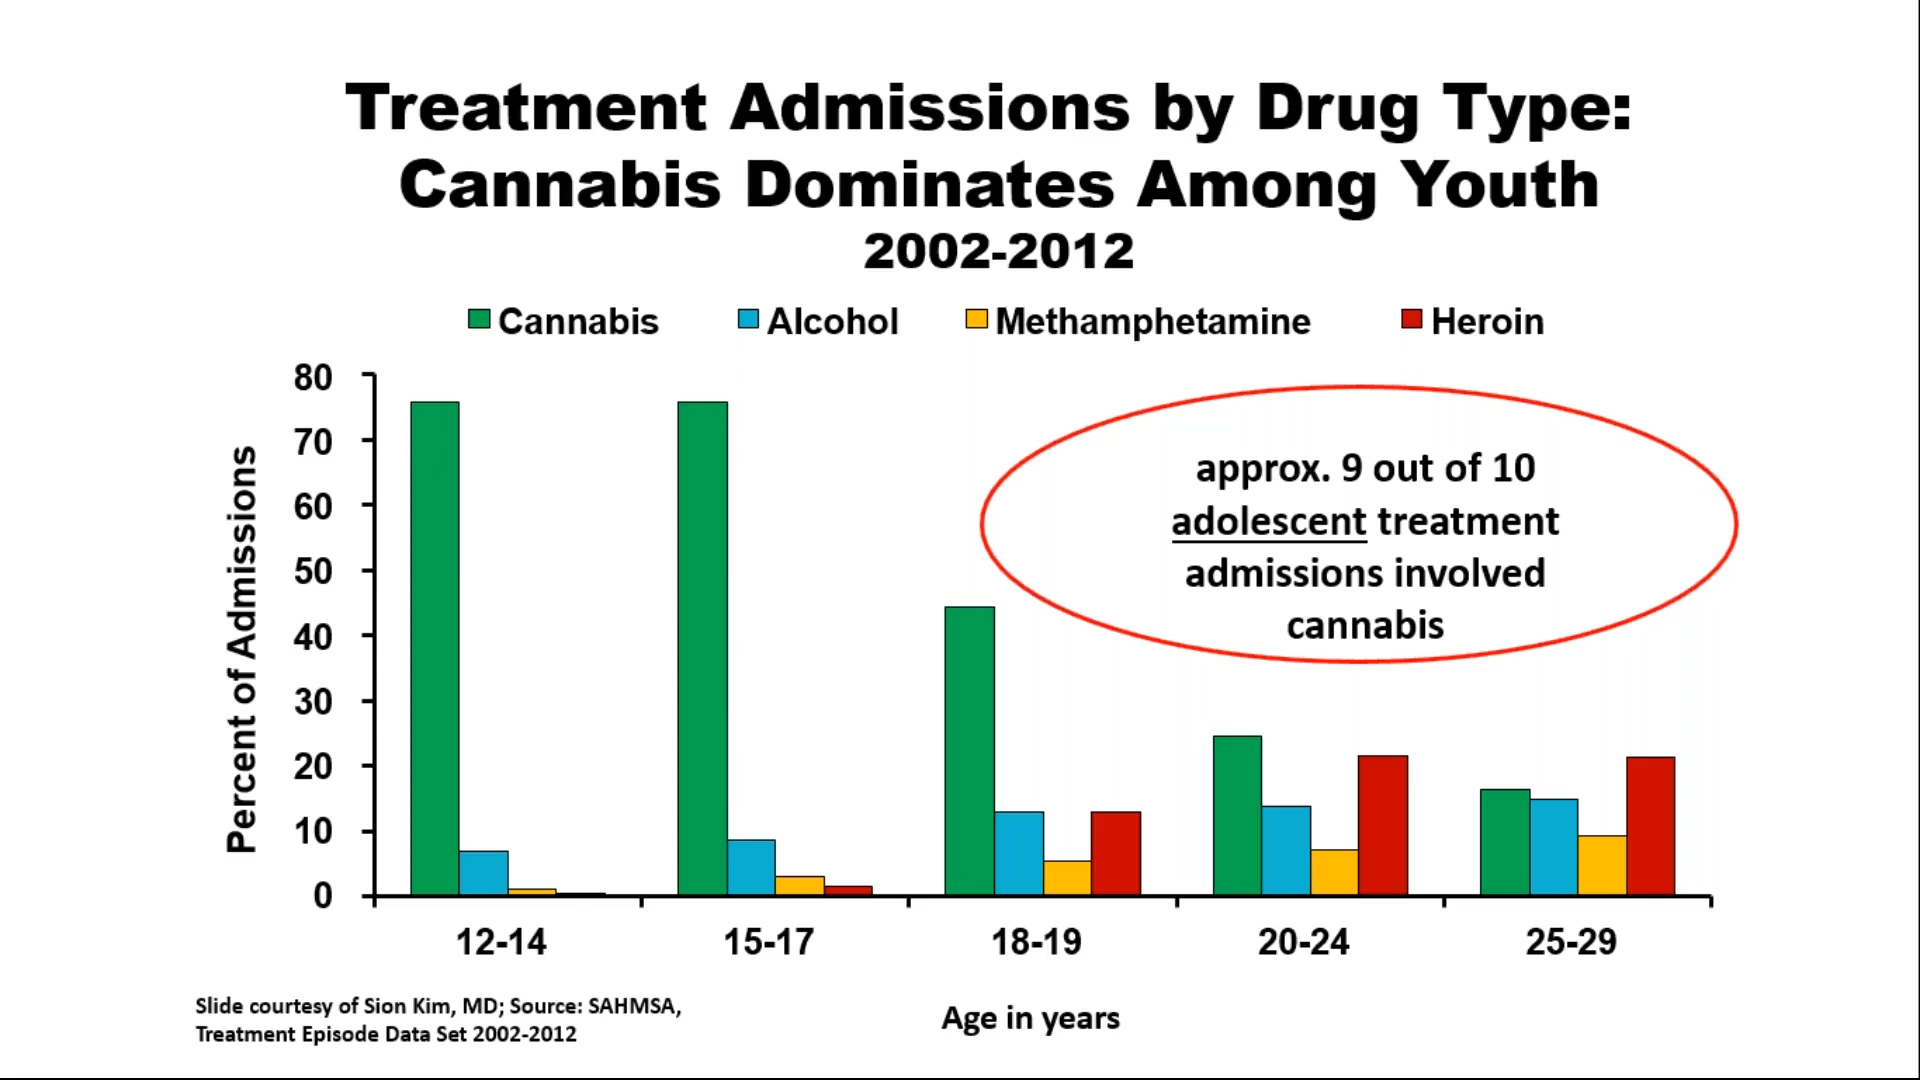 Treatment Admissions by Drug Type:
Cannabis Dominates Among Youth
2002-2012
Cannabis Alcohol Methamphetamine Heroin
Percent of Admissions
80
70
60
50
40
30
20
10
0
approx. 9 out of 10
adolescent treatment
admissions involved
cannabis
12-14 15-17 18-19 20-24 25-29
Age in years
Slide courtesy of Sion Kim, MD; Source: SAHMSA,
Treatment Episode Data Set 2002-2012